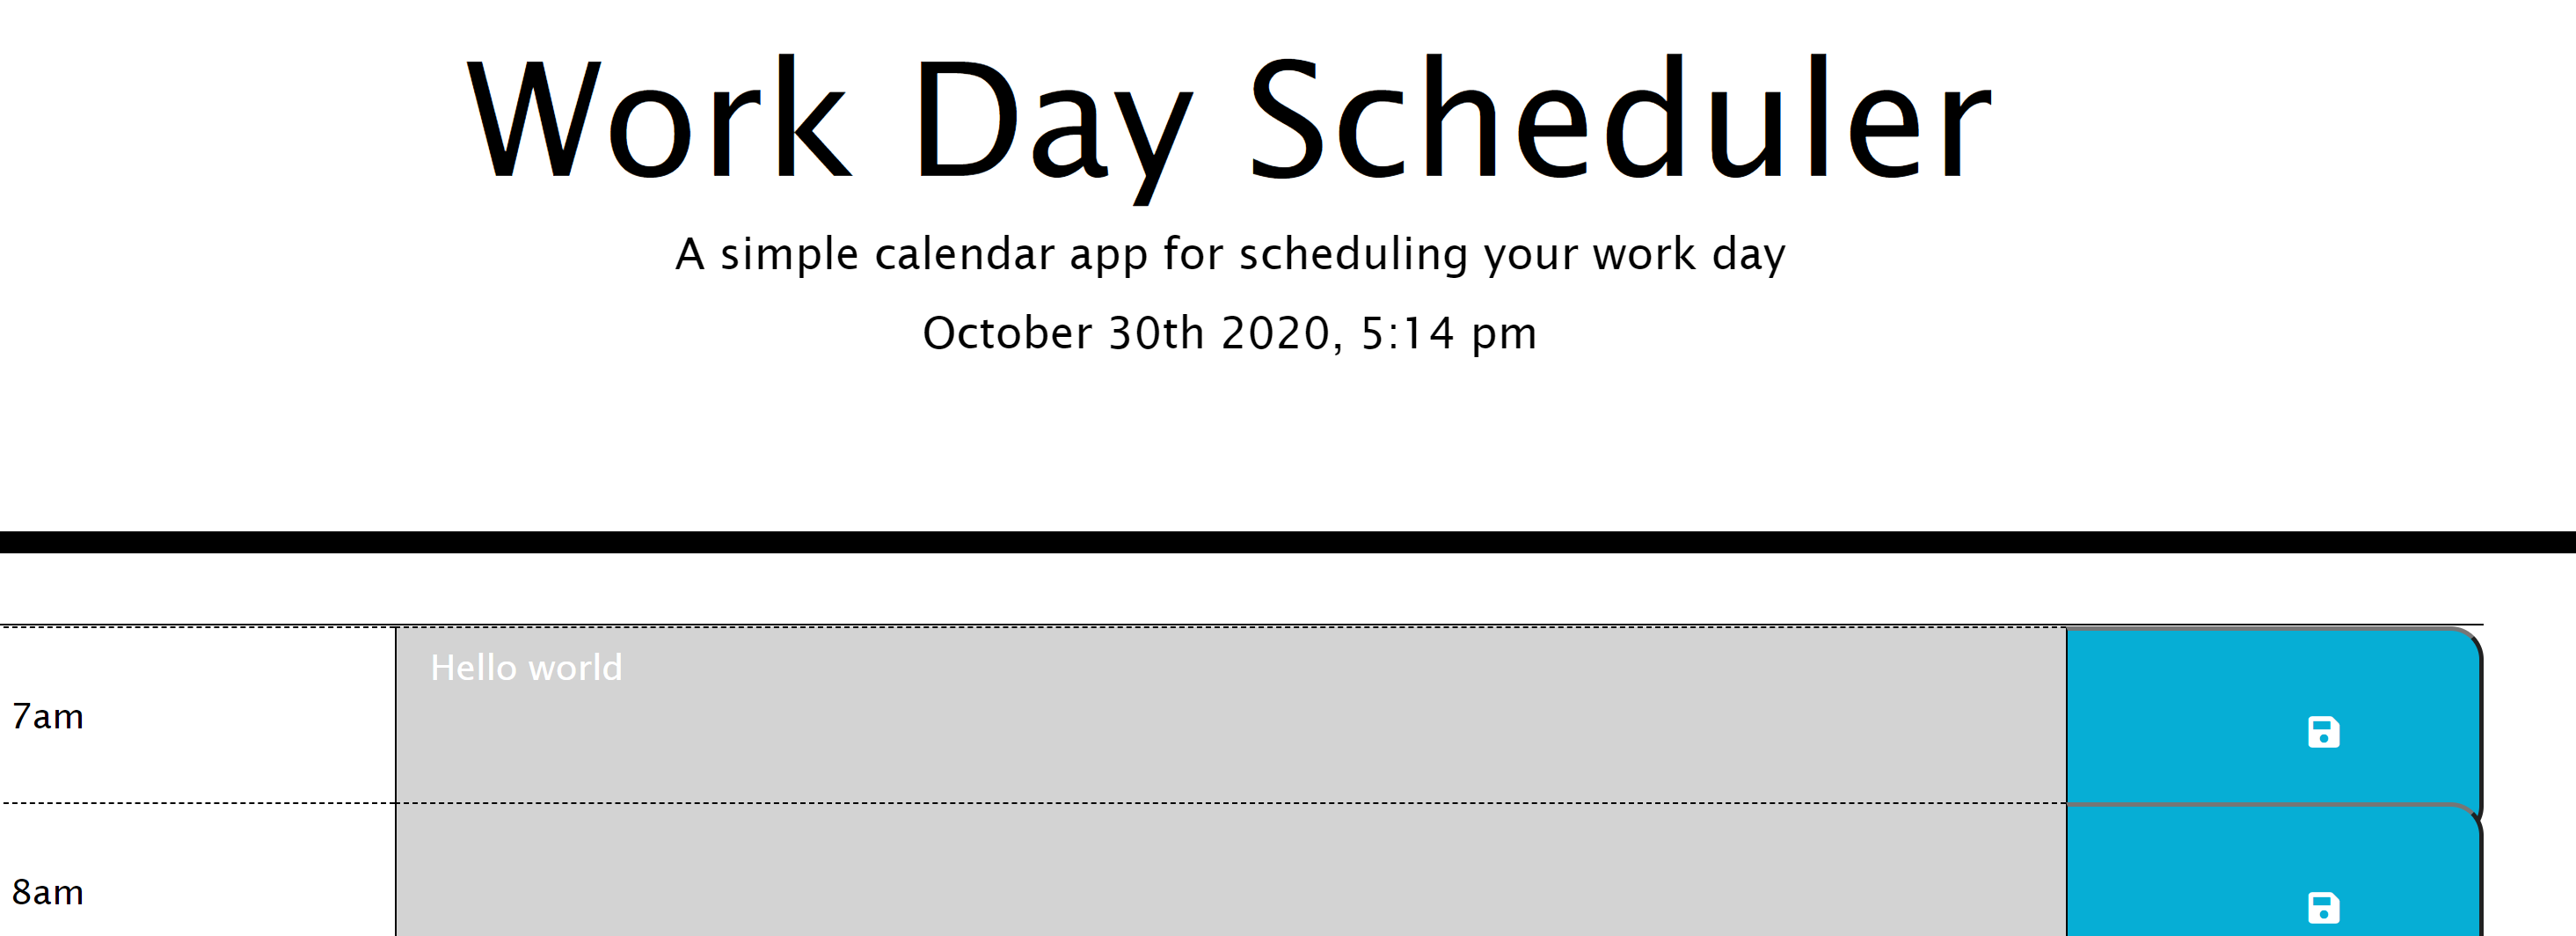 Work Day Scheduler
A simple calendar app for scheduling your work day
October 30th 2020, 5:14 pm
Hello world
7am
8am